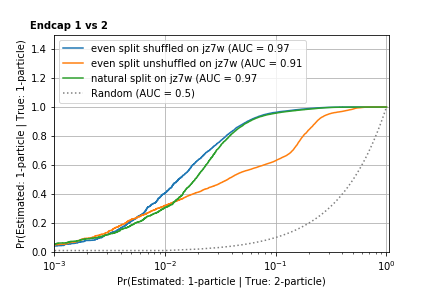 Endcap 1 vs 2
Pr(Estimated: 1-particle | True: 1-particle)
1.4
1.2
1.0
0.8
0.6
0.4
0.2
0.0
even split shuffled on jz7w (AUC = 0.97
even split unshuffled on jz7w (AUC = 0.91
natural split on jz7w (AUC = 0.97
Random (AUC = 0.5)
10⁻³ 10⁻² 10⁻¹ 10⁰
Pr(Estimated: 1-particle | True: 2-particle)